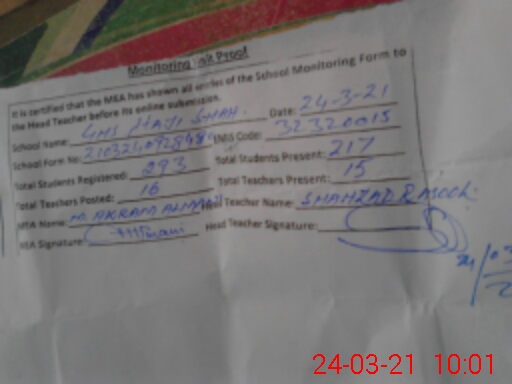 Monitoring Visit Proof
It is certified that the MEA has shown all entries of the School Monitoring Form to
the Head Teacher before its online submission.
School Name: GHS HAJI SHAH. Date: 24-3-21
School Form No: EMIS Code: 32320015
Total Students Registered: 293 Total Students Present: 217
Total Teachers Posted: 16 Total Teachers Present: 15
MEA Name: AKRAM Head Teacher Name: SHAHZAD RASOOL
MEA Signature: Head Teacher Signature:
24-03-21 10:01